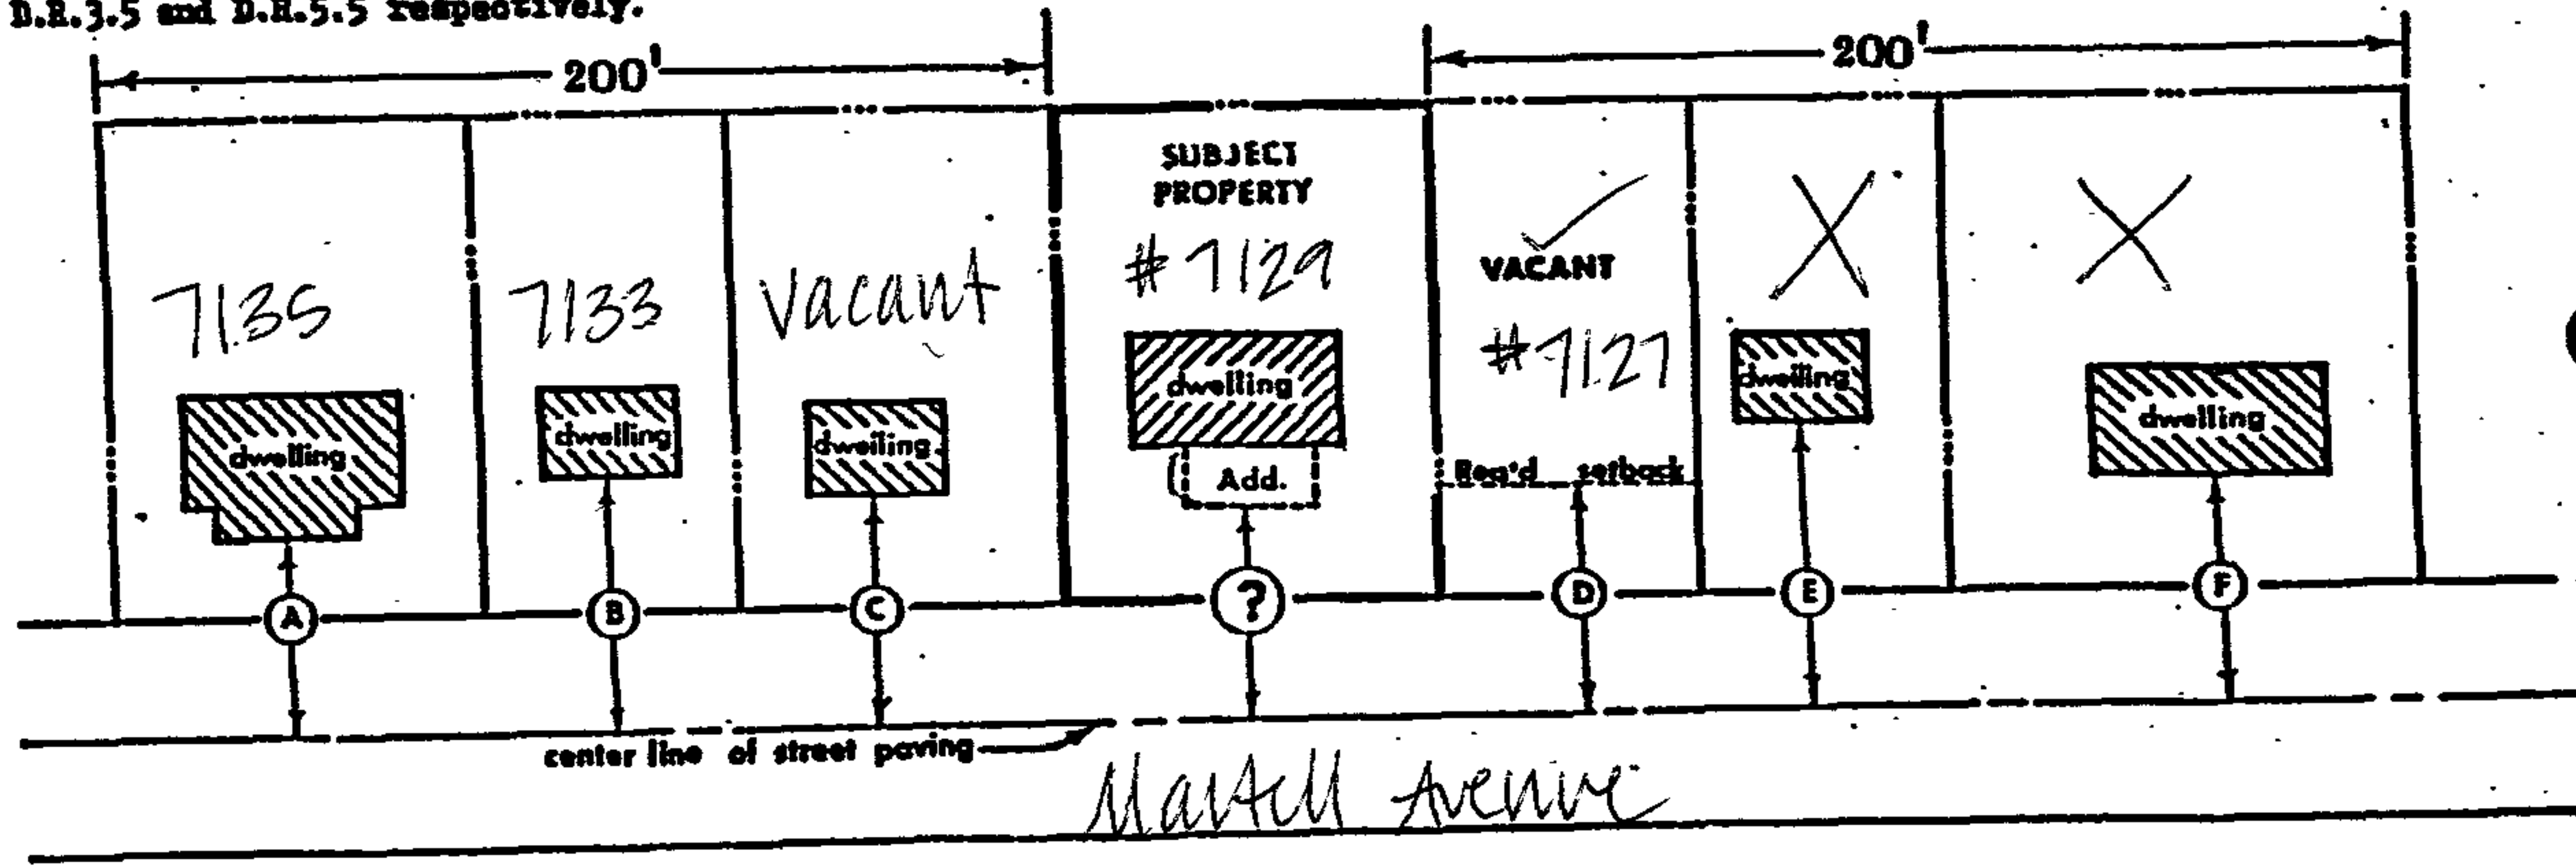 D.R.3.5 and D.R.5.5 respectively.
200'
200'
SUBJECT
PROPERTY
#7129
VACANT
#7127
7135
7133
Vacant
dwelling
dwelling
dwelling
dwelling
dwelling
dwelling
Add.
Req'd setback
A
B
C
?
D
E
F
center line of street paving
Martell Avenue